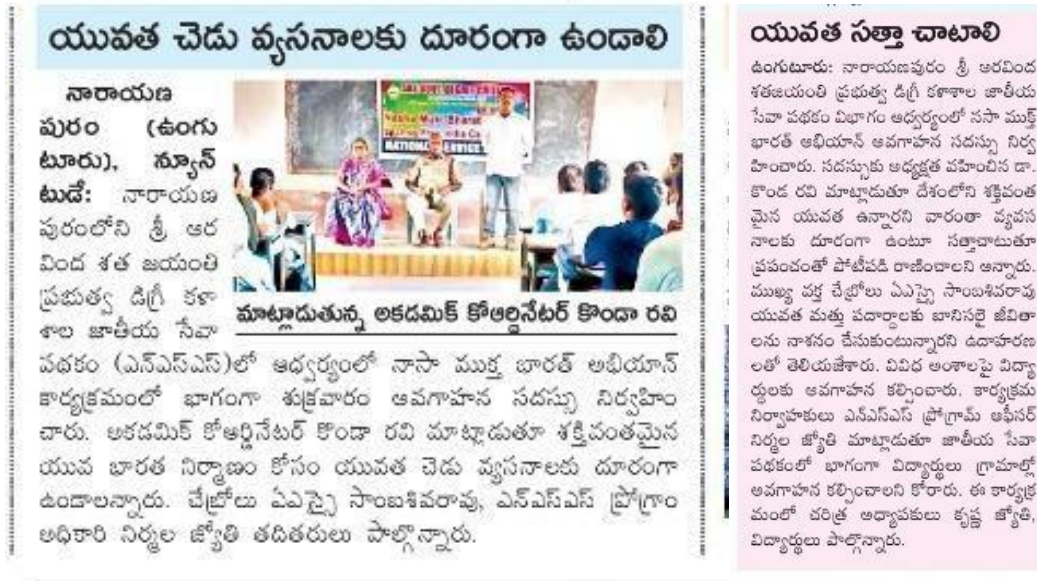 యువత చెడు వ్యసనాలకు దూరంగా ఉండాలి
నారాయణ
పురం (ఉంగు
టూరు), న్యూస్
టుడే: నారాయణ
పురంలోని శ్రీ అర
వింద శత జయంతి
ప్రభుత్వ డిగ్రీ కళా
శాల జాతీయ సేవా
NATIONAL SERVICE
మాట్లాడుతున్న అకడమిక్ కోఆర్డినేటర్ కొండా రవి
పథకం (ఎన్ఎస్ఎస్)లో ఆధ్వర్యంలో నాసా ముక్త భారత్ అభియాన్
కార్యక్రమంలో భాగంగా శుక్రవారం అవగాహన సదస్సు నిర్వహిం
చారు. అకడమిక్ కోఆర్డినేటర్ కొండా రవి మాట్లాడుతూ శక్తివంతమైన
యువ భారత నిర్మాణం కోసం యువత చెడు వ్యసనాలకు దూరంగా
ఉండాలన్నారు. చేబ్రోలు ఏఎస్సై సాంబశివరావు, ఎన్ఎస్ఎస్ ప్రోగ్రాం
అధికారి నిర్మల జ్యోతి తదితరులు పాల్గొన్నారు.
యువత సత్తా చాటాలి
ఉంగుటూరు: నారాయణపురం శ్రీ అరవింద
శతజయంతి ప్రభుత్వ డిగ్రీ కళాశాల జాతీయ
సేవా పథకం విభాగం ఆధ్వర్యంలో నసా ముక్త్
భారత్ అభియాన్ అవగాహన సదస్సు నిర్వ
హించారు. సదస్సుకు అధ్యక్షత వహించిన డా.
కొండ రవి మాట్లాడుతూ దేశంలోని శక్తివంత
మైన యువత ఉన్నారని వారంతా వ్యవస
నాలకు దూరంగా ఉంటూ సత్తాచాటుతూ
ప్రపంచంతో పోటీపడి రాణించాలని అన్నారు.
ముఖ్య వక్త చేబ్రోలు ఏఎస్సై సాంబశివరావు
యువత మత్తు పదార్థాలకు బానిసలై జీవితా
లను నాశనం చేసుకుంటున్నారని ఉదాహరణ
లతో తెలియజేశారు. వివిధ అంశాలపై విద్యా
ర్థులకు అవగాహన కల్పించారు. కార్యక్రమ
నిర్వాహకులు ఎన్ఎస్ఎస్ ప్రోగ్రామ్ ఆఫీసర్
నిర్మల జ్యోతి మాట్లాడుతూ జాతీయ సేవా
పథకంలో భాగంగా విద్యార్థులు గ్రామాల్లో
అవగాహన కల్పించాలని కోరారు. ఈ కార్యక్ర
మంలో చరిత్ర అధ్యాపకులు కృష్ణ జ్యోతి,
విద్యార్థులు పాల్గొన్నారు.